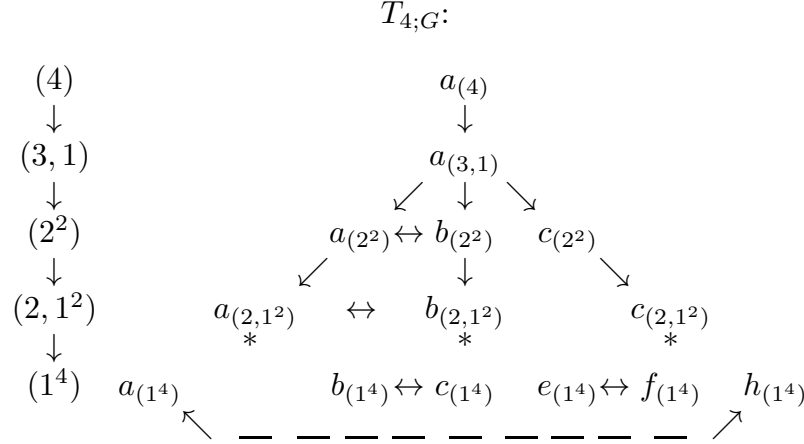 T_{4;G}:
(4) a_{(4)}
↓ ↓
(3, 1) a_{(3,1)}
↓ ↙ ↓ ↘
(2^2) a_{(2^2)} ↔ b_{(2^2)} c_{(2^2)}
↓ ↙ ↓ ↘
(2, 1^2) a_{(2,1^2)} ↔ b_{(2,1^2)} c_{(2,1^2)}
↓ * * *
(1^4) a_{(1^4)} b_{(1^4)} ↔ c_{(1^4)} e_{(1^4)} ↔ f_{(1^4)} h_{(1^4)}